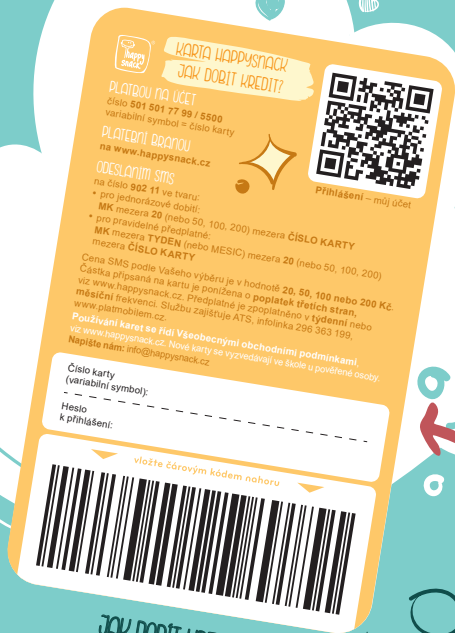 happy
snack
KARTA HAPPYSNACK
JAK DOBÍT KREDIT?
PLATBOU NA ÚČET
číslo 501 501 77 99 / 5500
variabilní symbol = číslo karty
PLATEBNÍ BRANOU
na www.happysnack.cz
ODESLÁNÍM SMS
na číslo 902 11 ve tvaru:
• pro jednorázové dobití:
MK mezera 20 (nebo 50, 100, 200) mezera ČÍSLO KARTY
• pro pravidelné předplatné:
MK mezera TYDEN (nebo MESIC) mezera 20 (nebo 50, 100, 200)
mezera ČÍSLO KARTY
Přihlášení – můj účet
Cena SMS podle Vašeho výběru je v hodnotě 20, 50, 100 nebo 200 Kč.
Částka připsaná na kartu je ponížena o poplatek třetích stran,
viz www.happysnack.cz. Předplatné je zpoplatněno v týdenní nebo
měsíční frekvenci. Službu zajišťuje ATS, infolinka 296 363 199,
www.platmobilem.cz.
Používání karet se řídí Všeobecnými obchodními podmínkami,
viz www.happysnack.cz. Nové karty se vyzvedávají ve škole u pověřené osoby.
Napište nám: info@happysnack.cz
Číslo karty
(variabilní symbol):
Heslo
k přihlášení:
vložte čárovým kódem nahoru
JAK DOBÍT